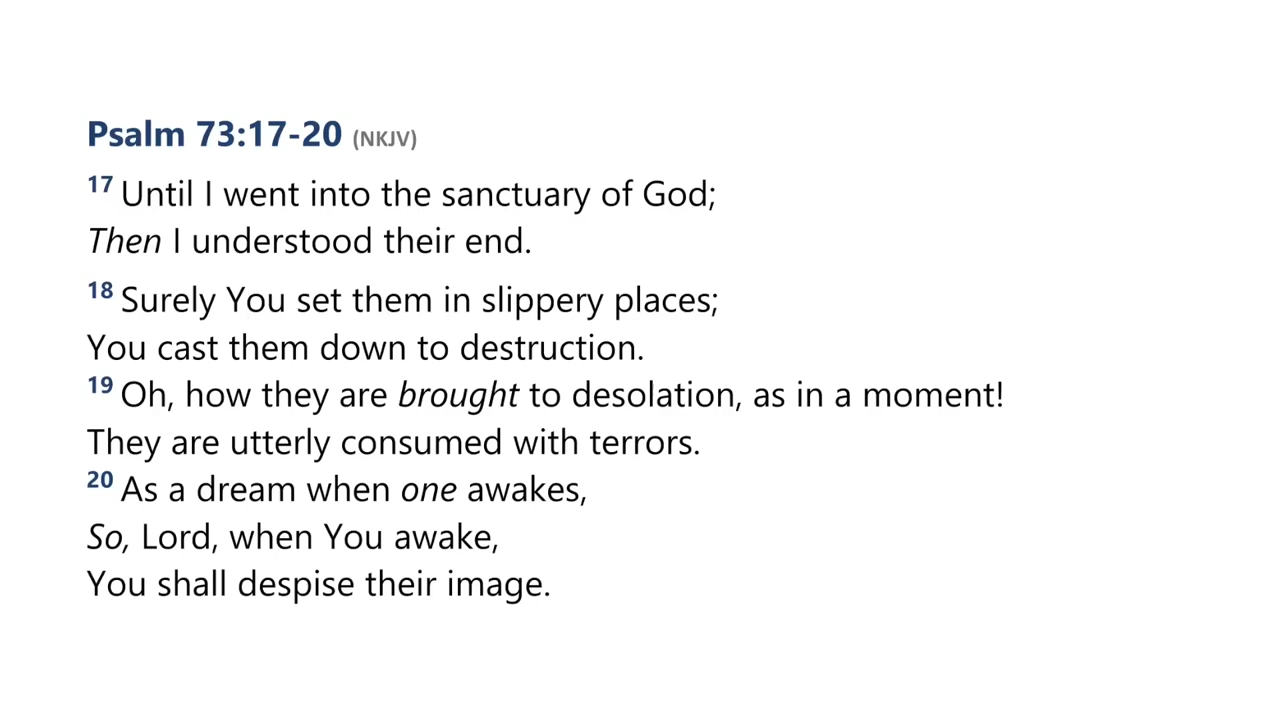 Psalm 73:17-20 (NKJV)
17 Until I went into the sanctuary of God;
Then I understood their end.
18 Surely You set them in slippery places;
You cast them down to destruction.
19 Oh, how they are brought to desolation, as in a moment!
They are utterly consumed with terrors.
20 As a dream when one awakes,
So, Lord, when You awake,
You shall despise their image.